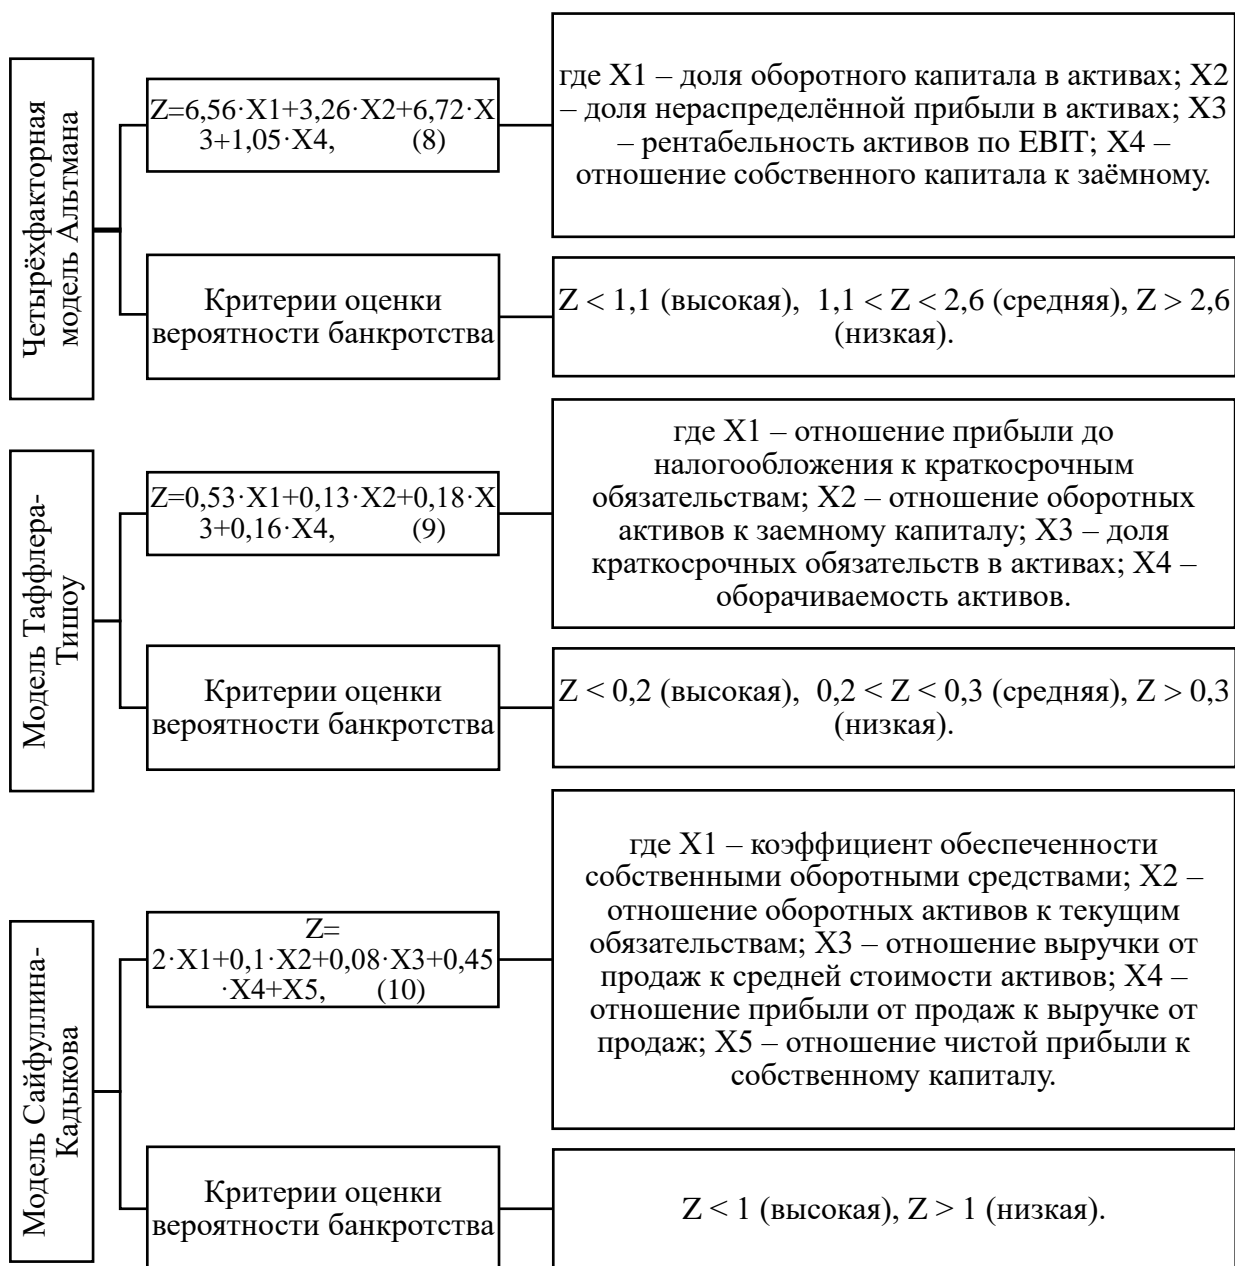 Четырёхфакторная
модель Альтмана
Z=6,56·X1+3,26·X2+6,72·X
3+1,05·X4, (8)
где X1 – доля оборотного капитала в активах; X2
– доля нераспределённой прибыли в активах; X3
– рентабельность активов по EBIT; X4 –
отношение собственного капитала к заёмному.
Критерии оценки
вероятности банкротства
Z < 1,1 (высокая), 1,1 < Z < 2,6 (средняя), Z > 2,6
(низкая).
Модель Таффлера-
Тишоу
Z=0,53·X1+0,13·X2+0,18·X
3+0,16·X4, (9)
где X1 – отношение прибыли до
налогообложения к краткосрочным
обязательствам; X2 – отношение оборотных
активов к заемному капиталу; X3 – доля
краткосрочных обязательств в активах; X4 –
оборачиваемость активов.
Критерии оценки
вероятности банкротства
Z < 0,2 (высокая), 0,2 < Z < 0,3 (средняя), Z > 0,3
(низкая).
Модель Сайфуллина-
Кадыкова
Z=
2·X1+0,1·X2+0,08·X3+0,45
·X4+X5, (10)
где X1 – коэффициент обеспеченности
собственными оборотными средствами; X2 –
отношение оборотных активов к текущим
обязательствам; X3 – отношение выручки от
продаж к средней стоимости активов; X4 –
отношение прибыли от продаж к выручке от
продаж; X5 – отношение чистой прибыли к
собственному капиталу.
Критерии оценки
вероятности банкротства
Z < 1 (высокая), Z > 1 (низкая).